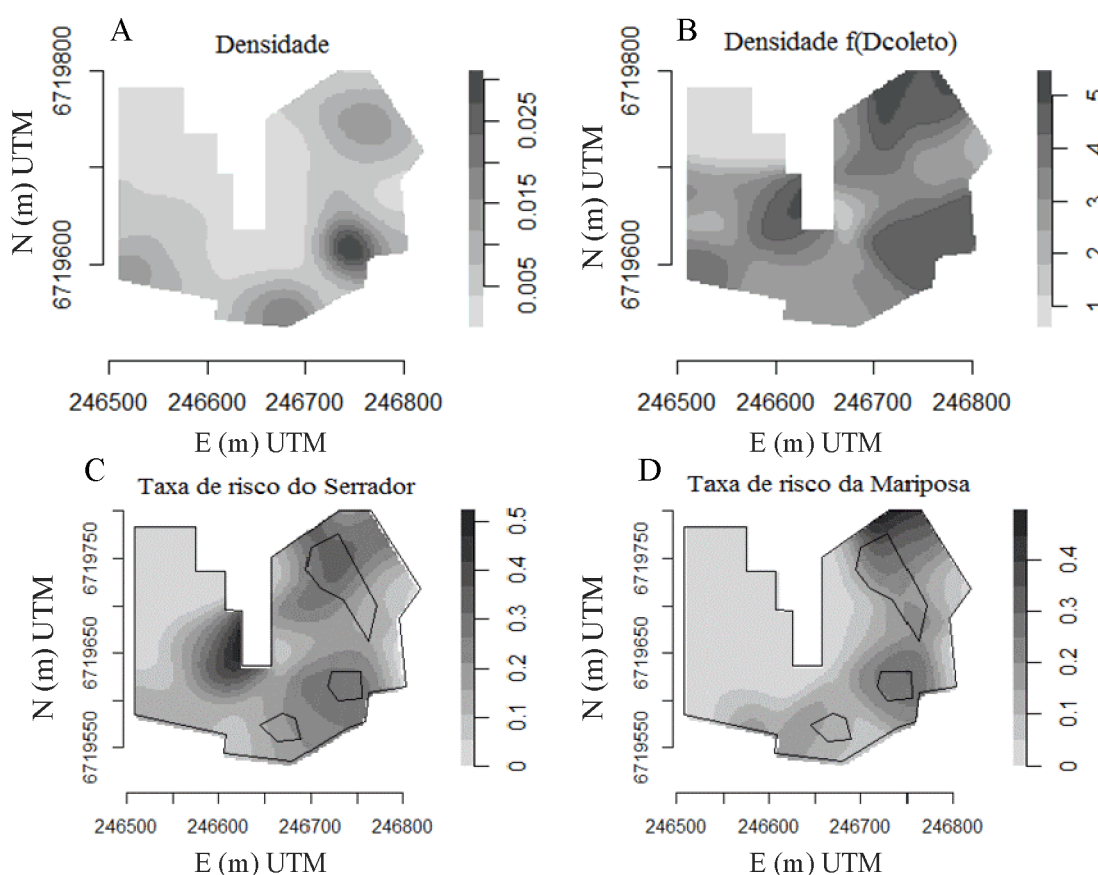 A
Densidade
N (m) UTM
6719800
6719600
0.025
0.015
0.005
246500 246600 246700 246800
E (m) UTM
B
Densidade f(Dcoleto)
N (m) UTM
6719800
6719600
5
4
3
2
1
246500 246600 246700 246800
E (m) UTM
C
Taxa de risco do Serrador
N (m) UTM
6719750
6719650
6719550
0.5
0.4
0.3
0.2
0.1
0
246500 246600 246700 246800
E (m) UTM
D
Taxa de risco da Mariposa
N (m) UTM
6719750
6719650
6719550
0.4
0.3
0.2
0.1
0
246500 246600 246700 246800
E (m) UTM